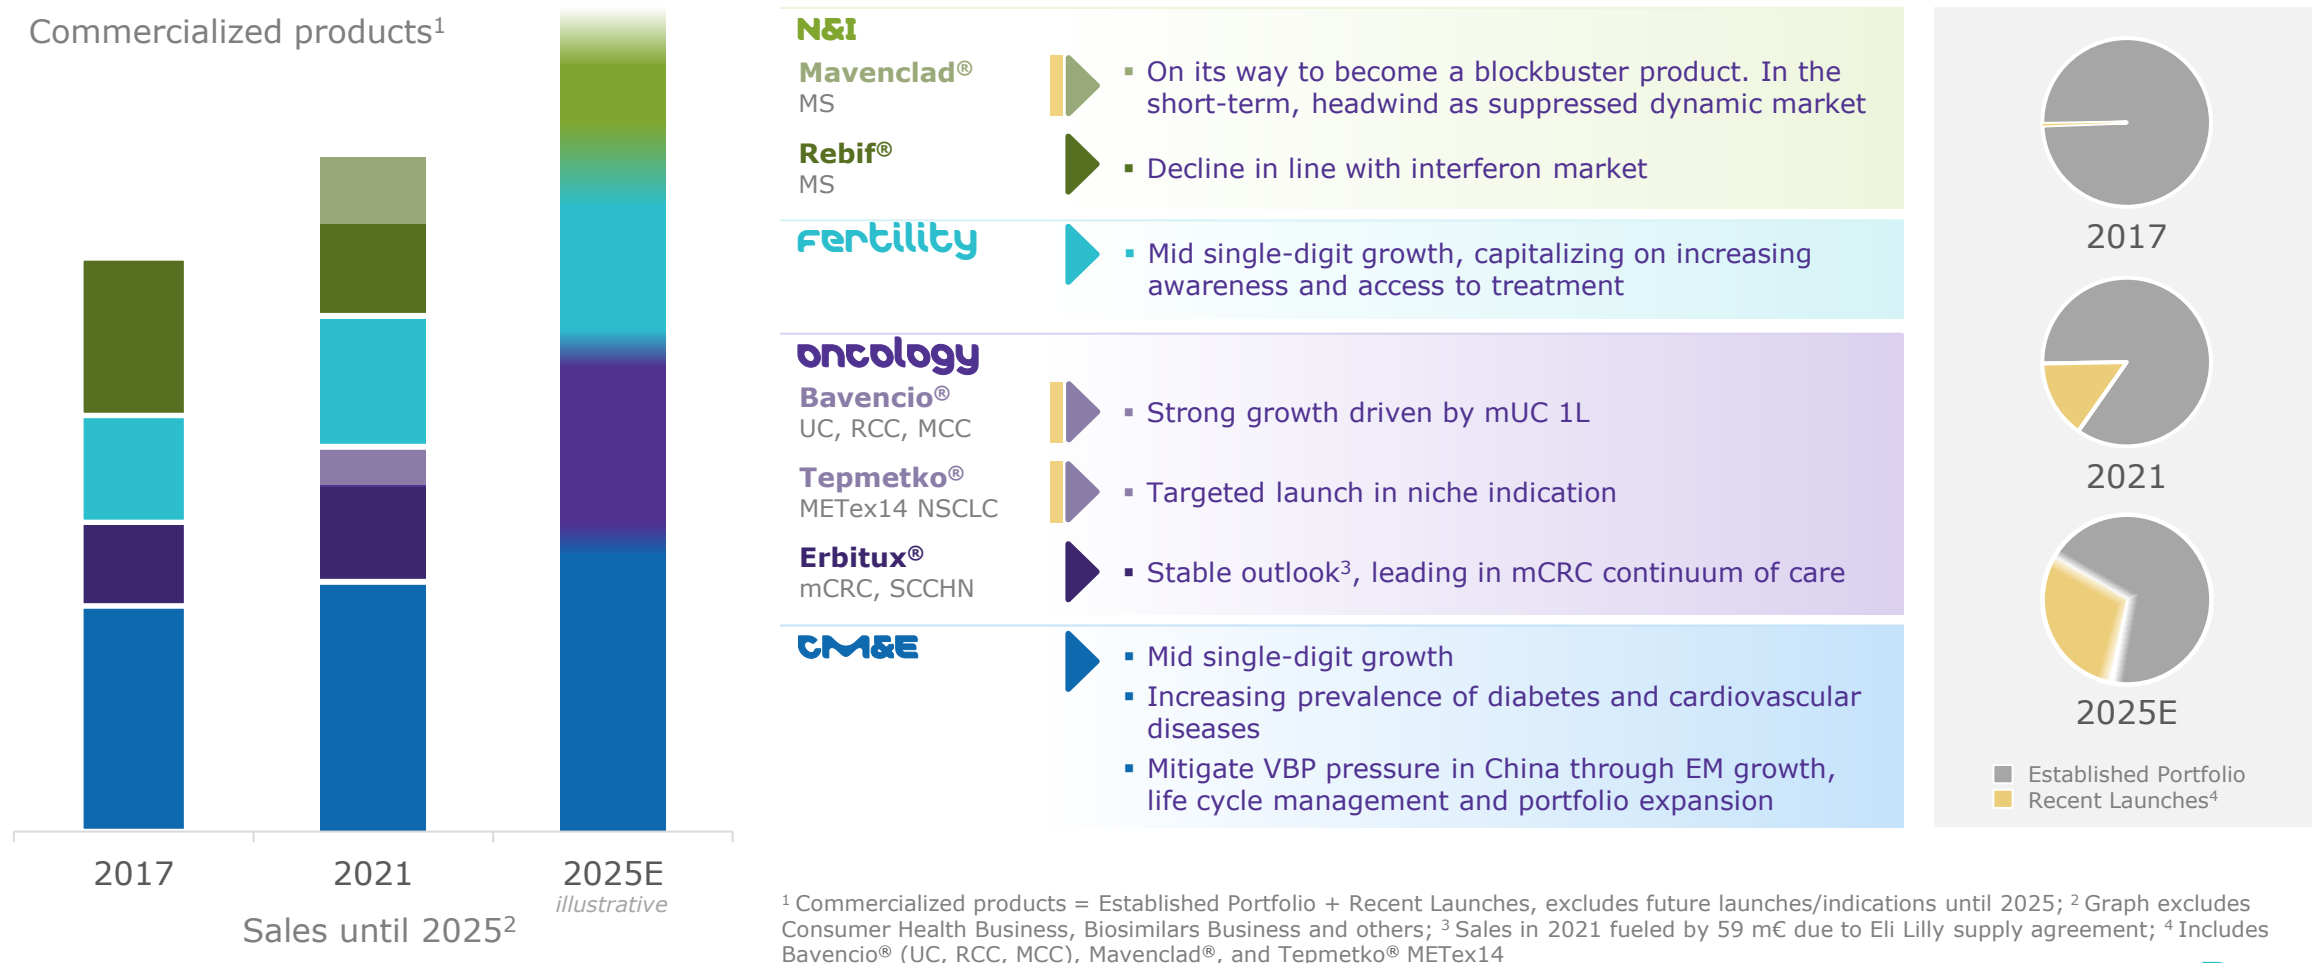 Commercialized products¹
2017
2021
2025E
illustrative
Sales until 2025²
N&I
Mavenclad®
MS
▪ On its way to become a blockbuster product. In the
short-term, headwind as suppressed dynamic market
Rebif®
MS
▪ Decline in line with interferon market
Fertility
▪ Mid single-digit growth, capitalizing on increasing
awareness and access to treatment
oncology
Bavencio®
UC, RCC, MCC
▪ Strong growth driven by mUC 1L
Tepmetko®
METex14 NSCLC
▪ Targeted launch in niche indication
Erbitux®
mCRC, SCCHN
▪ Stable outlook³, leading in mCRC continuum of care
CM&E
▪ Mid single-digit growth
▪ Increasing prevalence of diabetes and cardiovascular
diseases
▪ Mitigate VBP pressure in China through EM growth,
life cycle management and portfolio expansion
2017
2021
2025E
Established Portfolio
Recent Launches⁴
¹ Commercialized products = Established Portfolio + Recent Launches, excludes future launches/indications until 2025; ² Graph excludes
Consumer Health Business, Biosimilars Business and others; ³ Sales in 2021 fueled by 59 m€ due to Eli Lilly supply agreement; ⁴ Includes
Bavencio® (UC, RCC, MCC), Mavenclad®, and Tepmetko® METex14